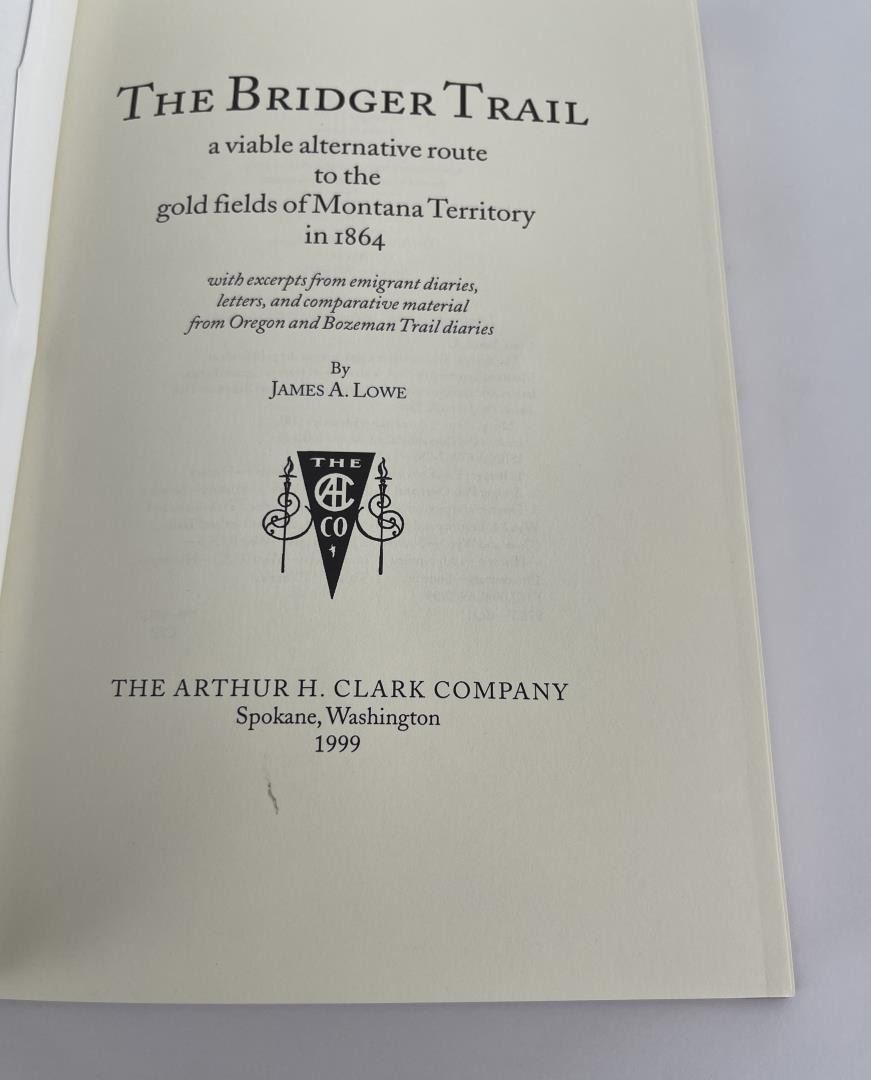 THE BRIDGER TRAIL
a viable alternative route
to the
gold fields of Montana Territory
in 1864
with excerpts from emigrant diaries,
letters, and comparative material
from Oregon and Bozeman Trail diaries
By
JAMES A. LOWE
THE
AHC
CO
THE ARTHUR H. CLARK COMPANY
Spokane, Washington
1999